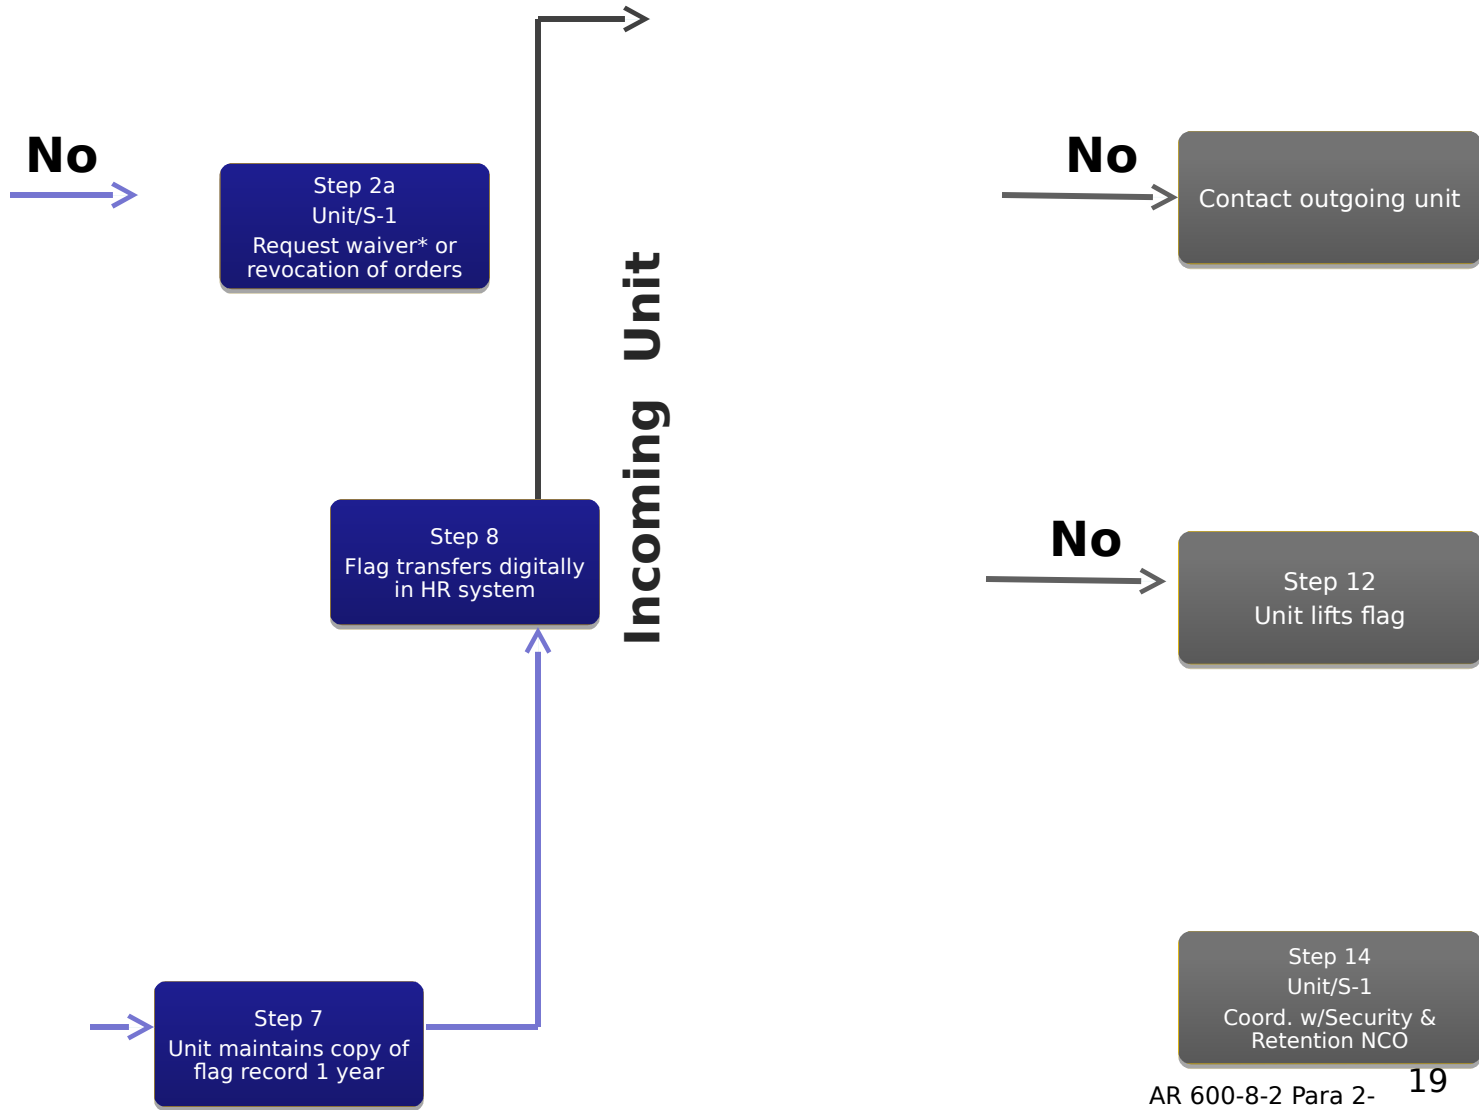 No
Step 2a
Unit/S-1
Request waiver* or
revocation of orders
Step 8
Flag transfers digitally
in HR system
Step 7
Unit maintains copy of
flag record 1 year
Incoming Unit
No
Contact outgoing unit
No
Step 12
Unit lifts flag
Step 14
Unit/S-1
Coord. w/Security &
Retention NCO
AR 600-8-2 Para 2-
19